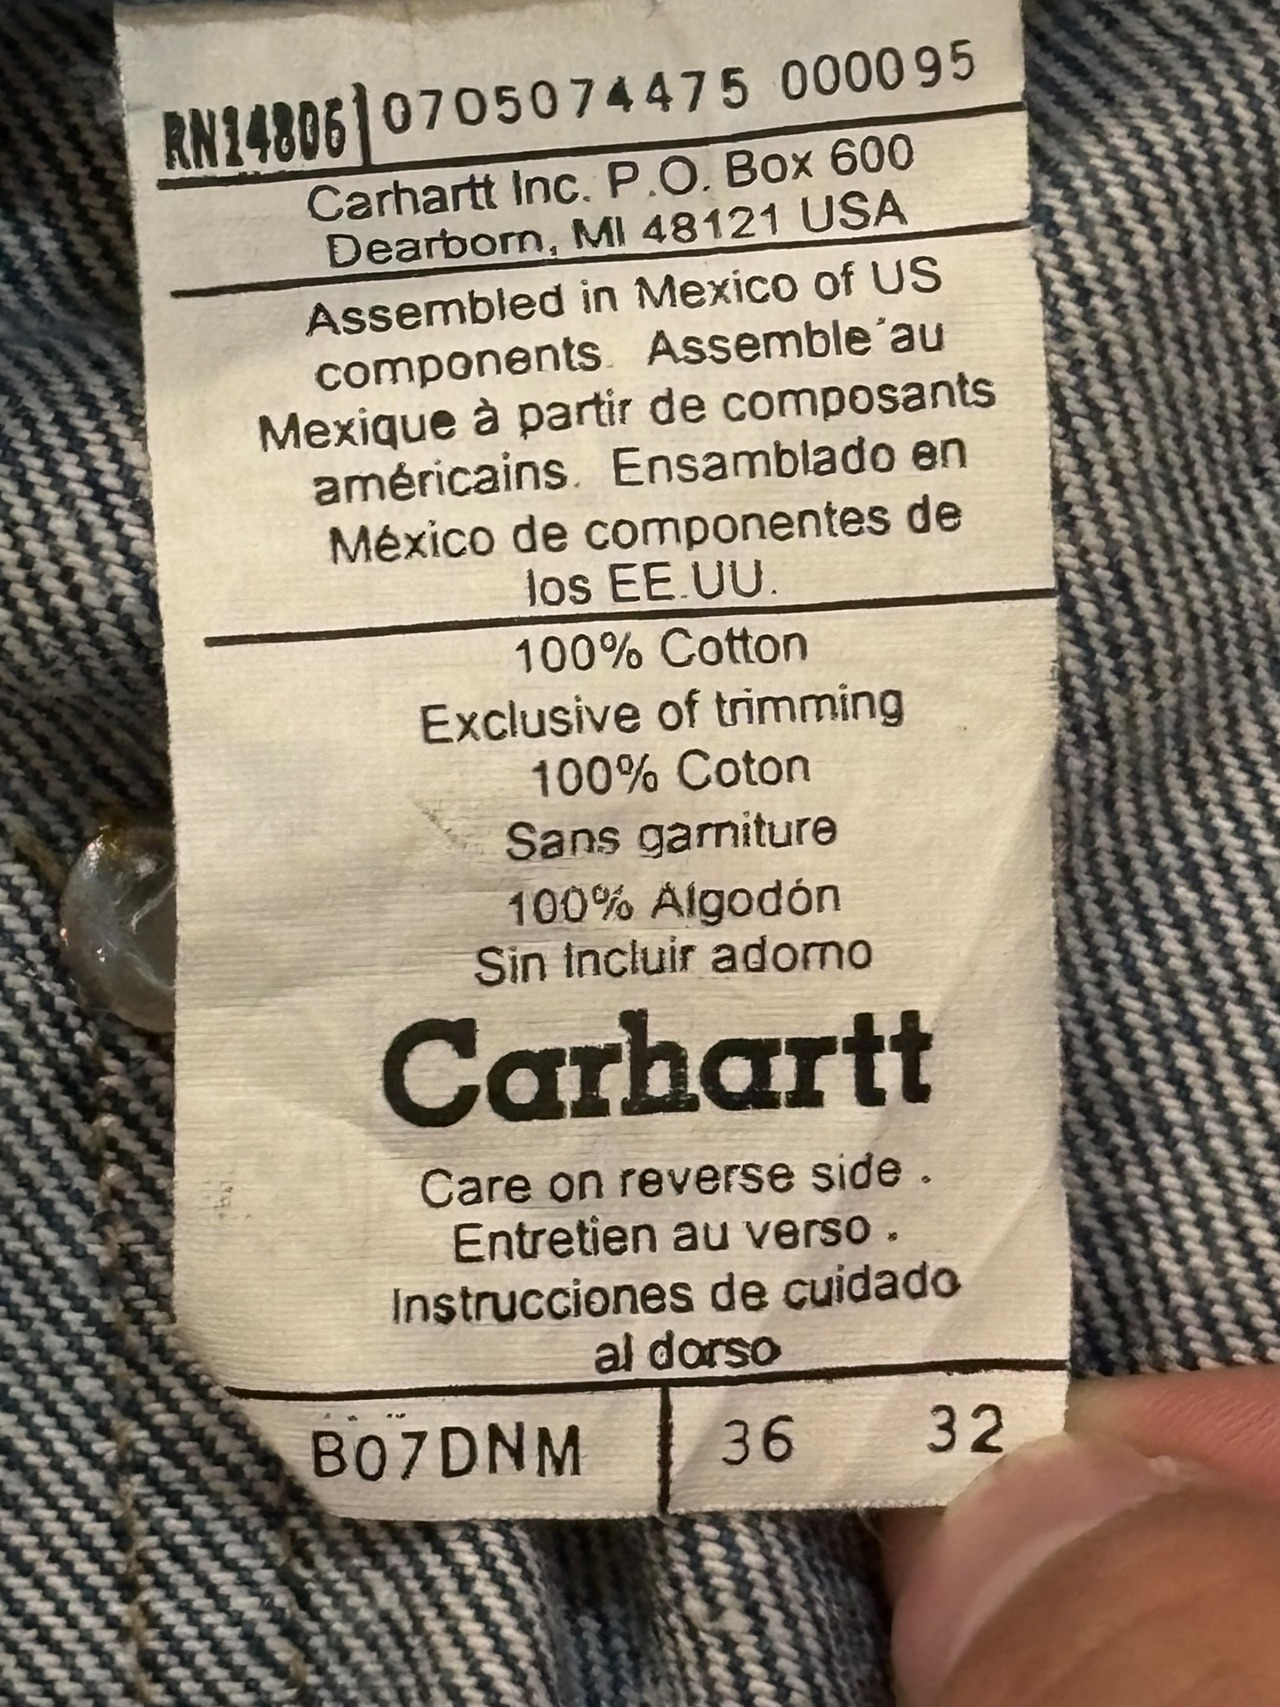 RN14806 0705074475 000095
Carhartt Inc. P.O. Box 600
Dearborn, MI 48121 USA
Assembled in Mexico of US
components. Assemble´au
Mexique à partir de composants
américains. Ensamblado en
México de componentes de
los EE.UU.
100% Cotton
Exclusive of trimming
100% Coton
Sans garniture
100% Algodón
Sin Incluir adorno
Carhartt
Care on reverse side .
Entretien au verso .
Instrucciones de cuidado
al dorso
B07DNM 36 32